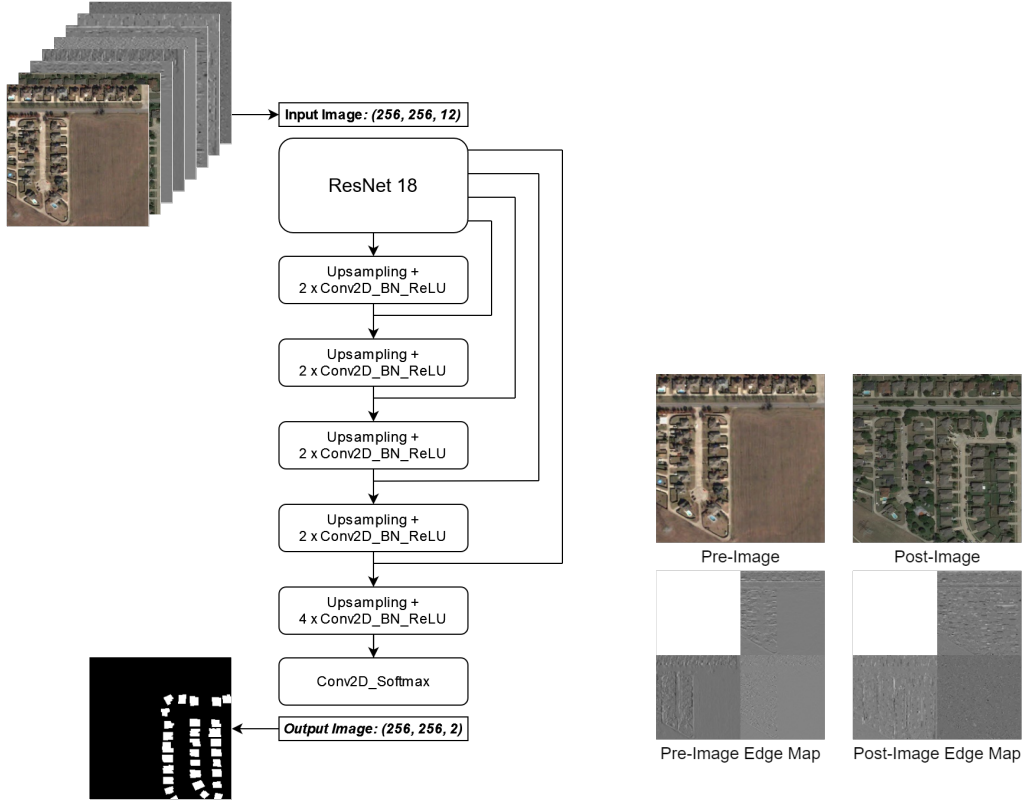 Input Image: (256, 256, 12)
ResNet 18
Upsampling +
2 x Conv2D_BN_ReLU
Upsampling +
2 x Conv2D_BN_ReLU
Upsampling +
2 x Conv2D_BN_ReLU
Upsampling +
2 x Conv2D_BN_ReLU
Upsampling +
4 x Conv2D_BN_ReLU
Conv2D_Softmax
Output Image: (256, 256, 2)
Pre-Image
Post-Image
Pre-Image Edge Map
Post-Image Edge Map